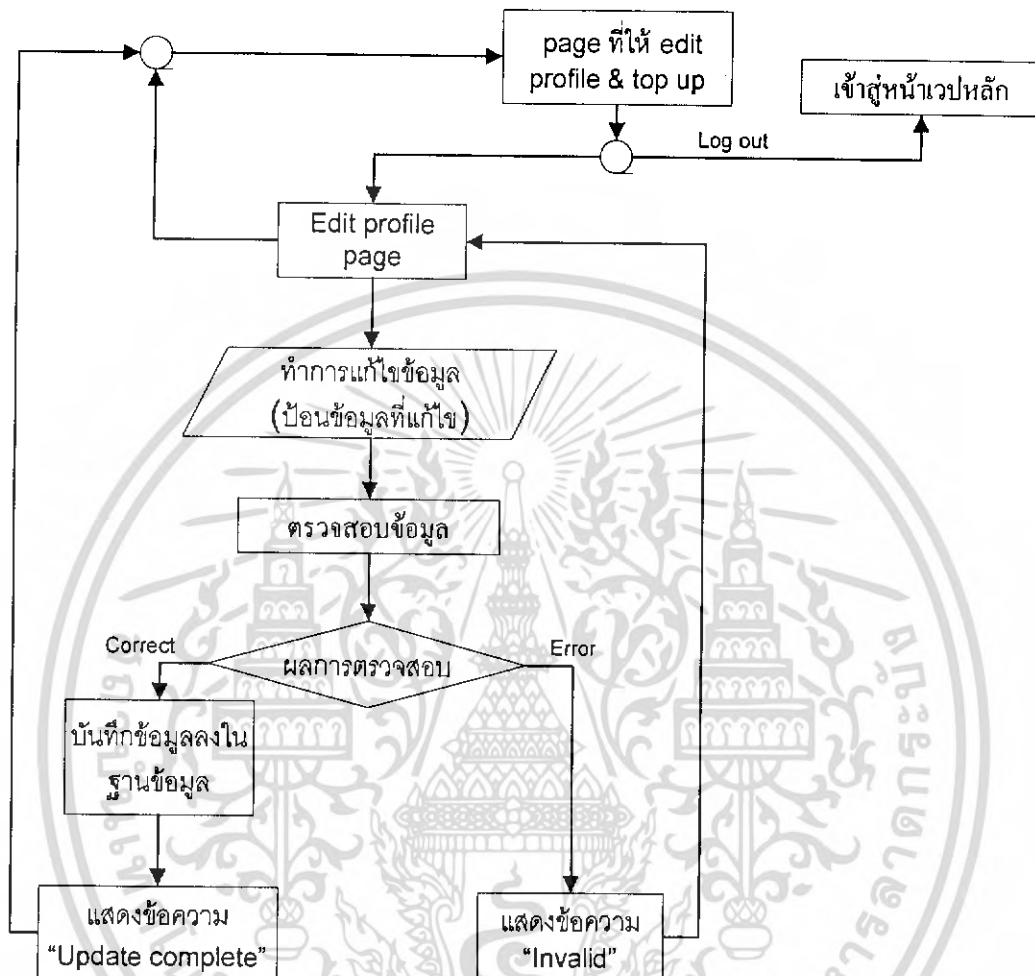 page ที่ให้ edit
profile & top up
เข้าสู่หน้าเวปหลัก
Log out
Edit profile
page
ทำการแก้ไขข้อมูล
(ป้อนข้อมูลที่แก้ไข)
ตรวจสอบข้อมูล
Correct
ผลการตรวจสอบ
Error
บันทึกข้อมูลลงใน
ฐานข้อมูล
แสดงข้อความ
"Update complete"
แสดงข้อความ
"Invalid"